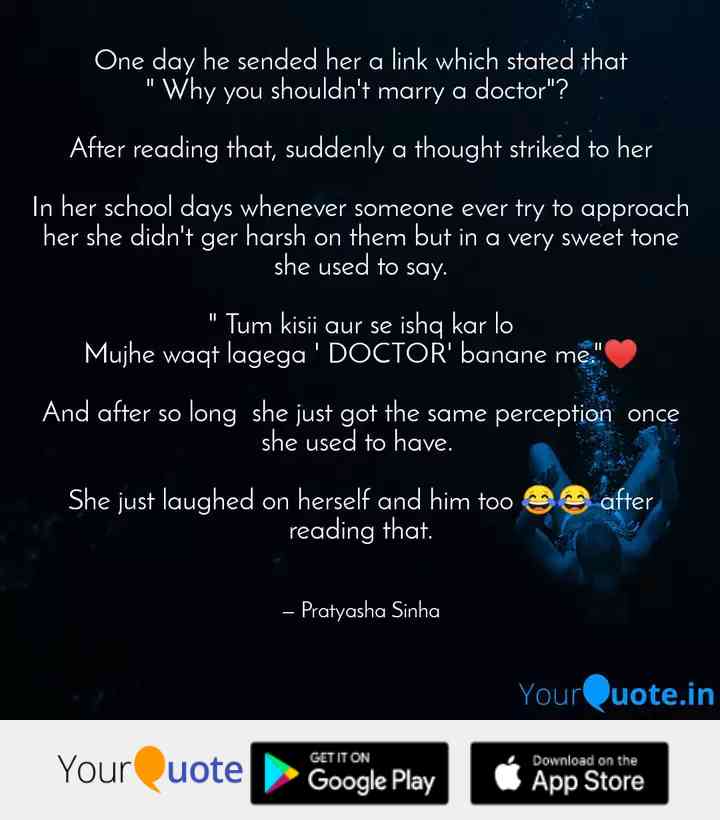 One day he sended her a link which stated that
" Why you shouldn't marry a doctor"?
After reading that, suddenly a thought striked to her
In her school days whenever someone ever try to approach
her she didn't ger harsh on them but in a very sweet tone
she used to say.
" Tum kisii aur se ishq kar lo
Mujhe waqt lagega ' DOCTOR' banane me."❤️
And after so long she just got the same perception once
she used to have.
She just laughed on herself and him too 😂😂 after
reading that.
– Pratyasha Sinha
YourQuote.in
YourQuote
GET IT ON
Google Play
Download on the
App Store